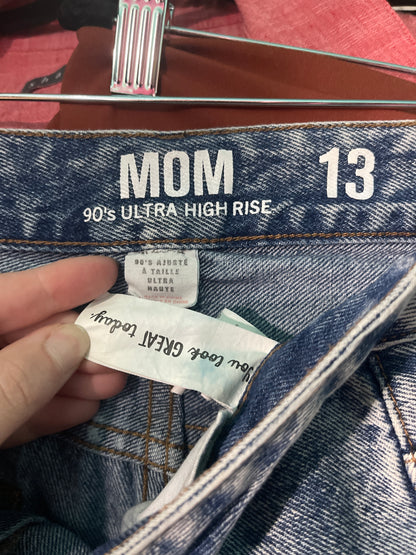 MOM 13
90's ULTRA HIGH RISE
90'S AJUSTÉ
À TAILLE
ULTRA
HAUTE
you look GREAT today.